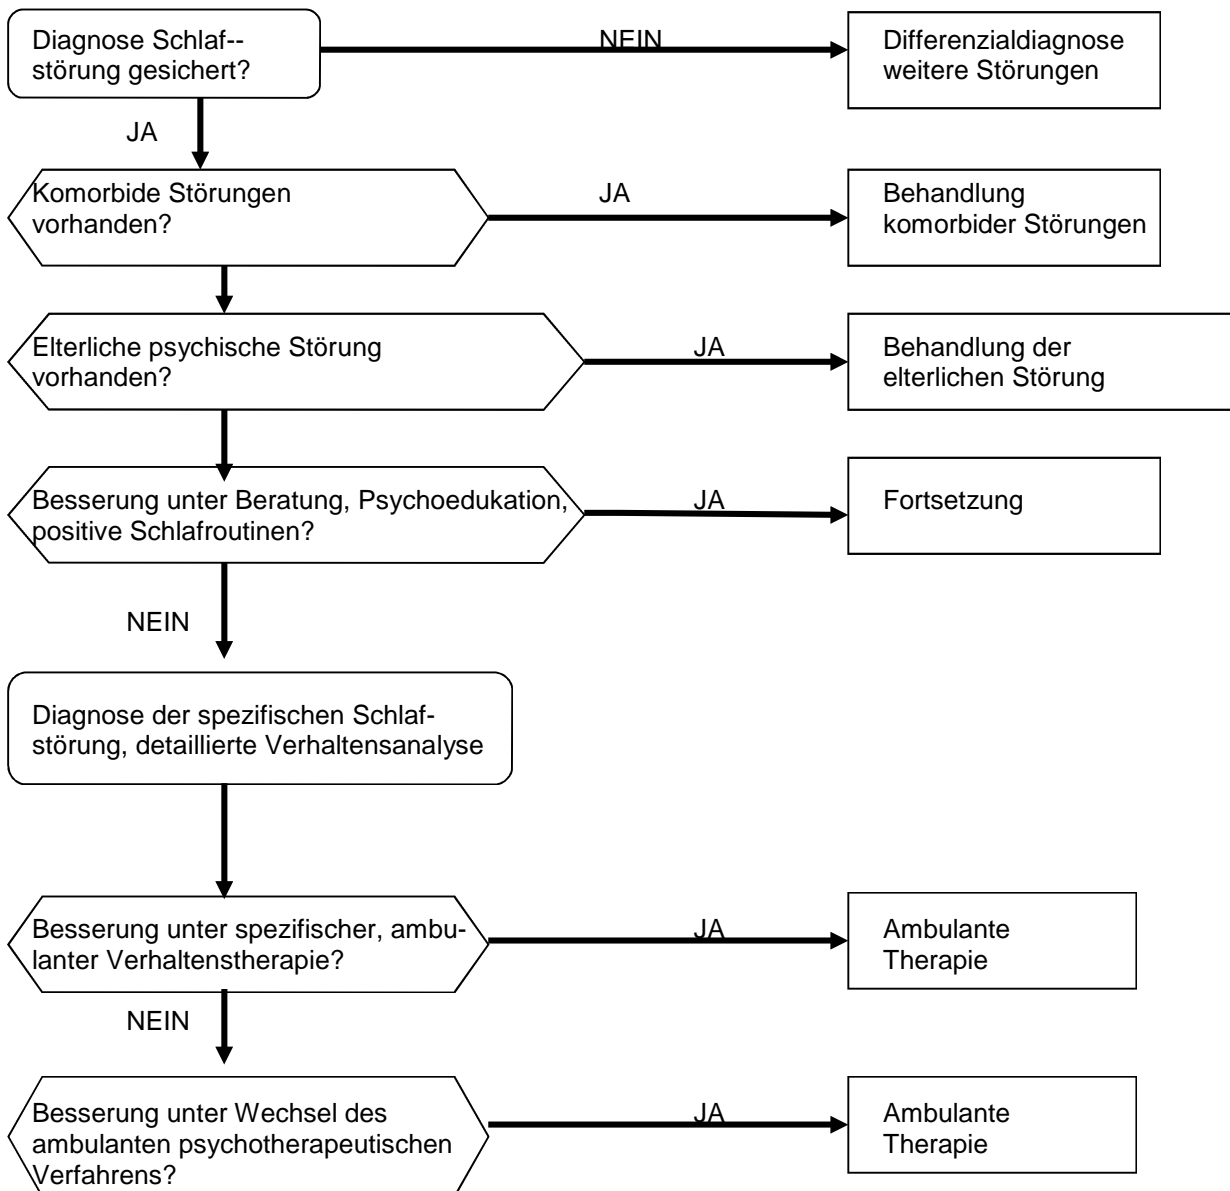 Diagnose Schlaf--
störung gesichert?
NEIN
Differenzialdiagnose
weitere Störungen
JA
Komorbide Störungen
vorhanden?
JA
Behandlung
komorbider Störungen
Elterliche psychische Störung
vorhanden?
JA
Behandlung der
elterlichen Störung
Besserung unter Beratung, Psychoedukation,
positive Schlafroutinen?
JA
Fortsetzung
NEIN
Diagnose der spezifischen Schlaf-
störung, detaillierte Verhaltensanalyse
Besserung unter spezifischer, ambu-
lanter Verhaltenstherapie?
JA
Ambulante
Therapie
NEIN
Besserung unter Wechsel des
ambulanten psychotherapeutischen
Verfahrens?
JA
Ambulante
Therapie